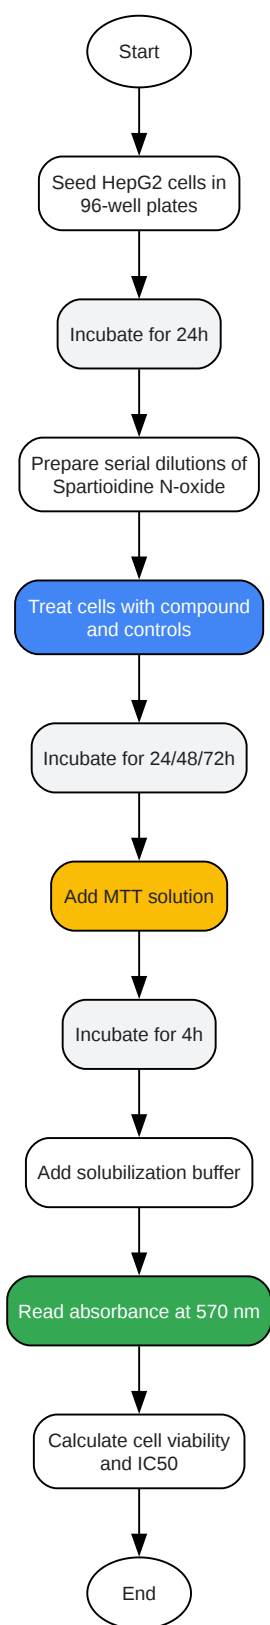 Start
Seed HepG2 cells in
96-well plates
Incubate for 24h
Prepare serial dilutions of
Spartioidine N-oxide
Treat cells with compound
and controls
Incubate for 24/48/72h
Add MTT solution
Incubate for 4h
Add solubilization buffer
Read absorbance at 570 nm
Calculate cell viability
and IC50
End